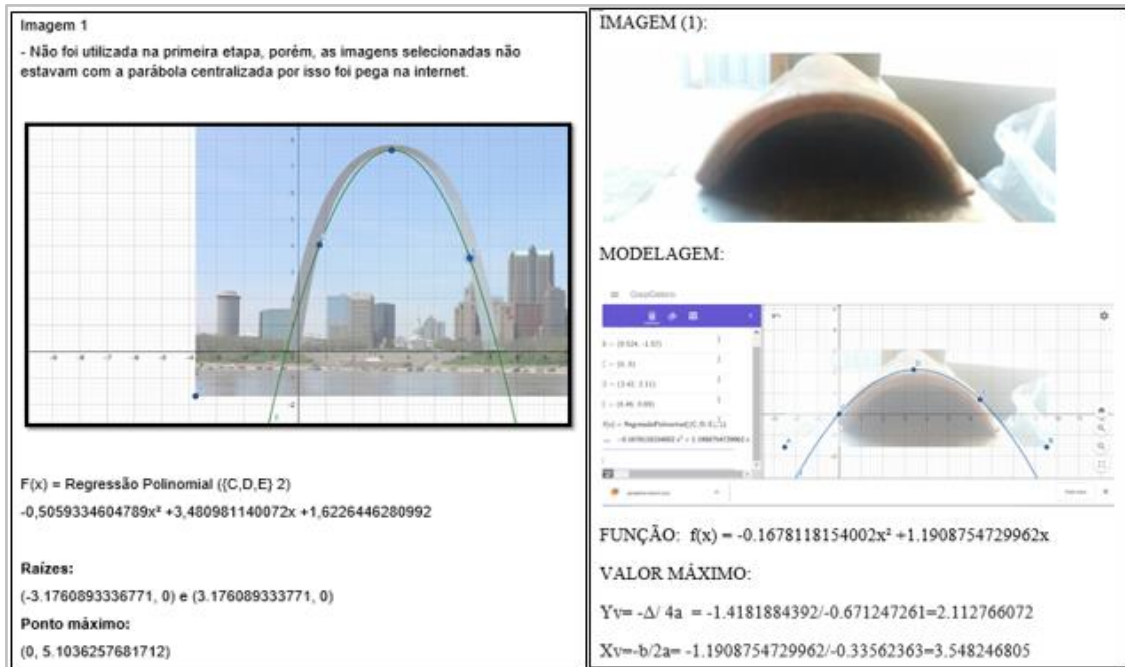 Imagem 1
- Não foi utilizada na primeira etapa, porém, as imagens selecionadas não
estavam com a parábola centralizada por isso foi pega na internet.
F(x) = Regressão Polinomial ({C,D,E} 2)
-0,5059334604789x² +3,480981140072x +1,6226446280992
Raízes:
(-3.1760893336771, 0) e (3.176089333771, 0)
Ponto máximo:
(0, 5.1036257681712)
IMAGEM (1):
MODELAGEM:
FUNÇÃO: f(x) = -0.1678118154002x² +1.1908754729962x
VALOR MÁXIMO:
Yv= -Δ/ 4a = -1.4181884392/-0.671247261=2.112766072
Xv=-b/2a= -1.1908754729962/-0.33562363=3.548246805